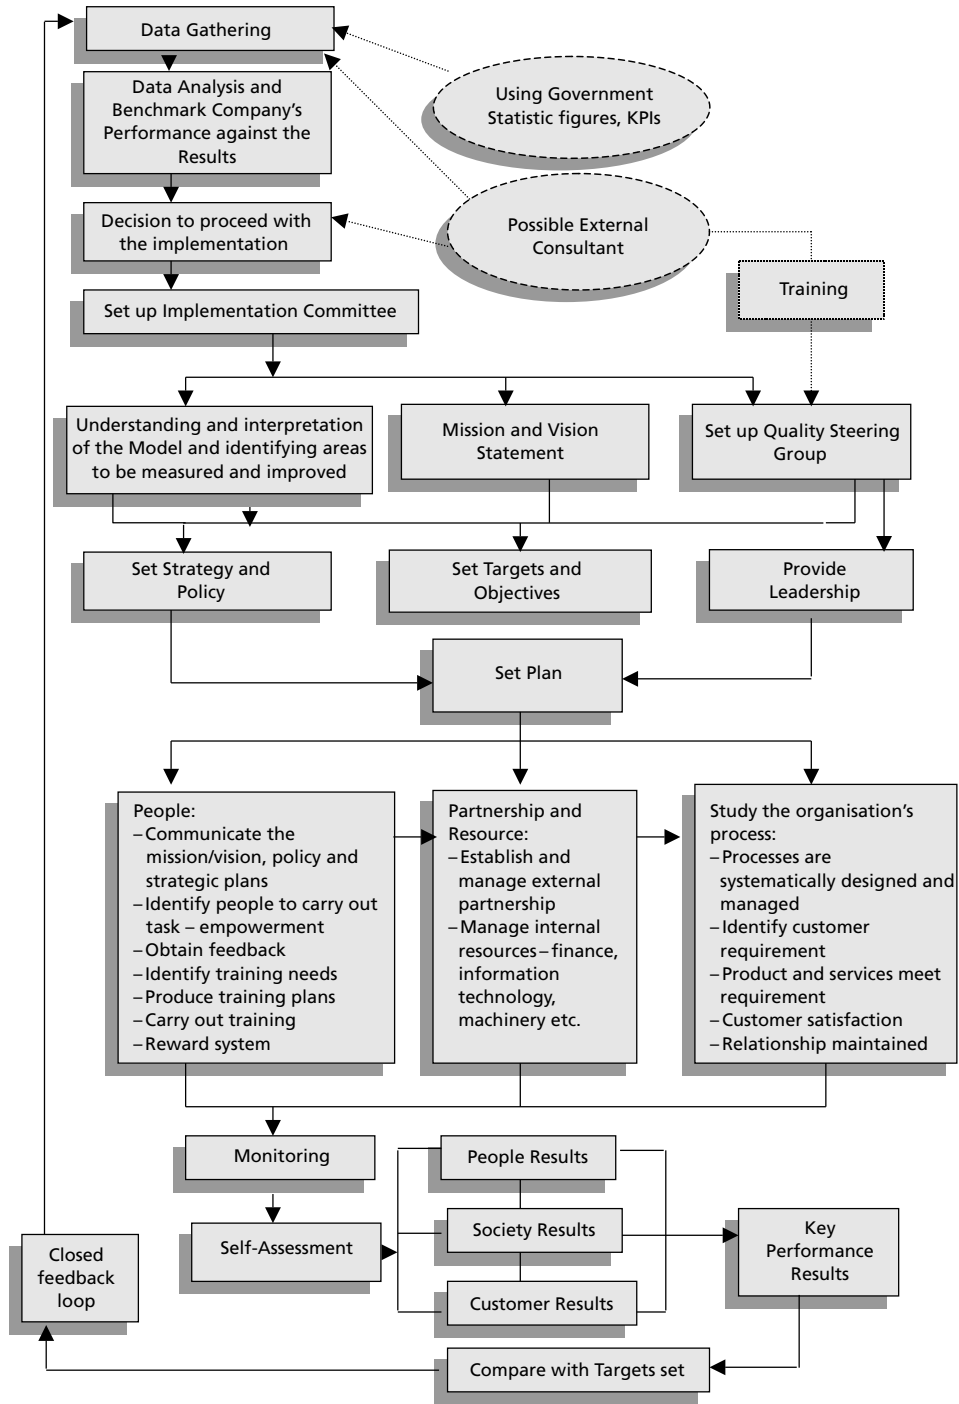 Data Gathering
Using Government
Statistic figures, KPIs
Data Analysis and
Benchmark Company's
Performance against the
Results
Possible External
Consultant
Decision to proceed with
the implementation
Training
Set up Implementation Committee
Understanding and interpretation
of the Model and identifying areas
to be measured and improved
Mission and Vision
Statement
Set up Quality Steering
Group
Set Strategy and
Policy
Set Targets and
Objectives
Provide
Leadership
Set Plan
People:
–Communicate the
mission/vision, policy and
strategic plans
–Identify people to carry out
task – empowerment
–Obtain feedback
–Identify training needs
–Produce training plans
–Carry out training
–Reward system
Partnership and
Resource:
–Establish and
manage external
partnership
–Manage internal
resources–finance,
information
technology,
machinery etc.
Study the organisation's
process:
–Processes are
systematically designed and
managed
–Identify customer
requirement
–Product and services meet
requirement
–Customer satisfaction
–Relationship maintained
Monitoring
People Results
Self-Assessment
Society Results
Customer Results
Key
Performance
Results
Closed
feedback
loop
Compare with Targets set